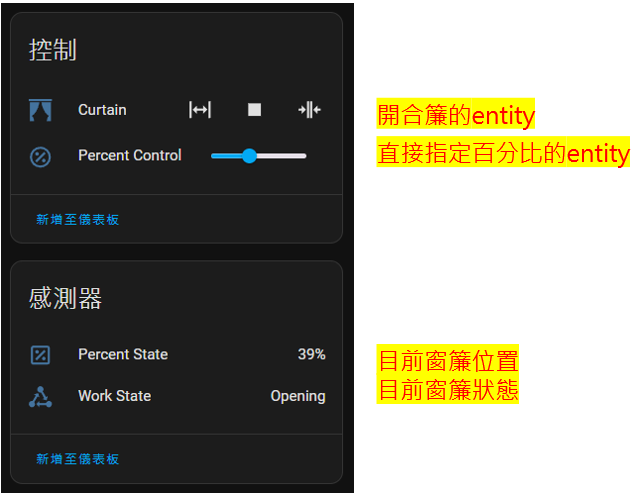 控制
Curtain
開合簾的entity
Percent Control
直接指定百分比的entity
新增至儀表板
感測器
Percent State 39%
目前窗簾位置
Work State Opening
目前窗簾狀態
新增至儀表板